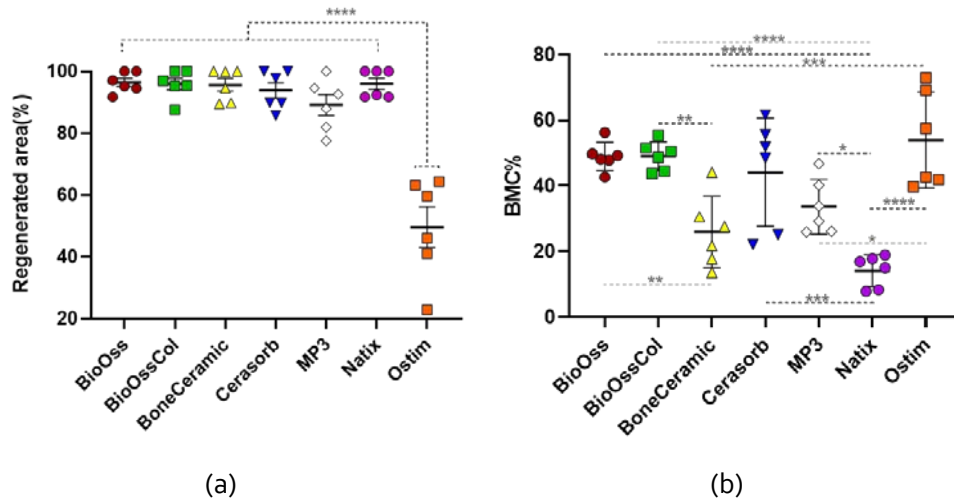 ****
Regenerated area(%)
100
80
60
40
20
BioOss
BioOssCol
BoneCeramic
Cerasorb
MP3
Natix
Ostim
(a)
****
****
***
**
*
****
*
**
***
BMC%
80
60
40
20
0
BioOss
BioOssCol
BoneCeramic
Cerasorb
MP3
Natix
Ostim
(b)